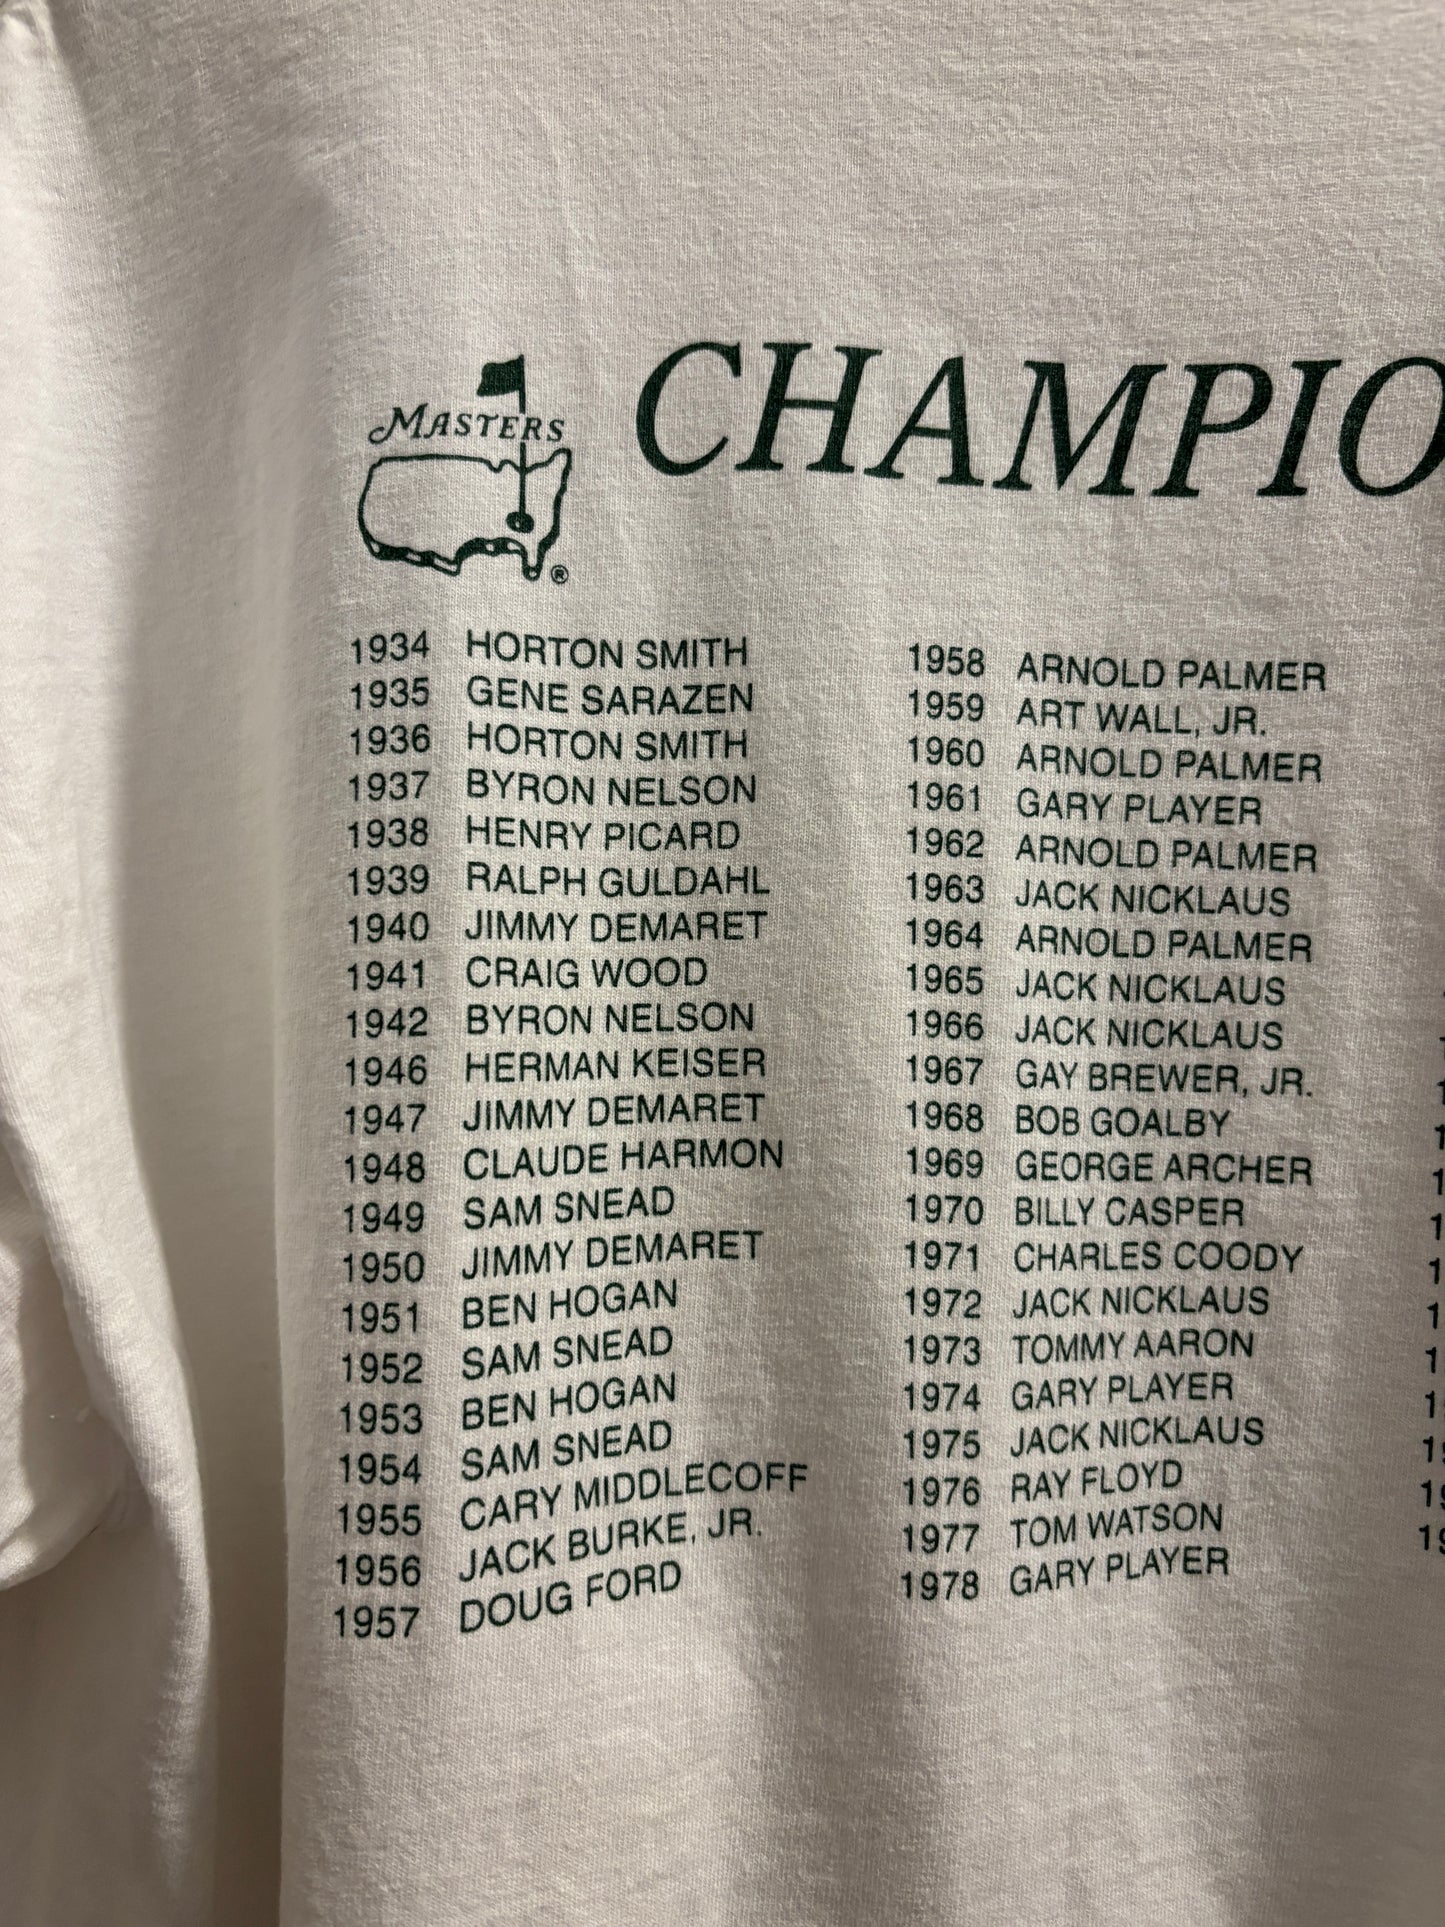 MASTERS
®
CHAMPIO
1934 HORTON SMITH
1935 GENE SARAZEN
1936 HORTON SMITH
1937 BYRON NELSON
1938 HENRY PICARD
1939 RALPH GULDAHL
1940 JIMMY DEMARET
1941 CRAIG WOOD
1942 BYRON NELSON
1946 HERMAN KEISER
1947 JIMMY DEMARET
1948 CLAUDE HARMON
1949 SAM SNEAD
1950 JIMMY DEMARET
1951 BEN HOGAN
1952 SAM SNEAD
1953 BEN HOGAN
1954 SAM SNEAD
1955 CARY MIDDLECOFF
1956 JACK BURKE, JR.
1957 DOUG FORD
1958 ARNOLD PALMER
1959 ART WALL, JR.
1960 ARNOLD PALMER
1961 GARY PLAYER
1962 ARNOLD PALMER
1963 JACK NICKLAUS
1964 ARNOLD PALMER
1965 JACK NICKLAUS
1966 JACK NICKLAUS
1967 GAY BREWER, JR.
1968 BOB GOALBY
1969 GEORGE ARCHER
1970 BILLY CASPER
1971 CHARLES COODY
1972 JACK NICKLAUS
1973 TOMMY AARON
1974 GARY PLAYER
1975 JACK NICKLAUS
1976 RAY FLOYD
1977 TOM WATSON
1978 GARY PLAYER